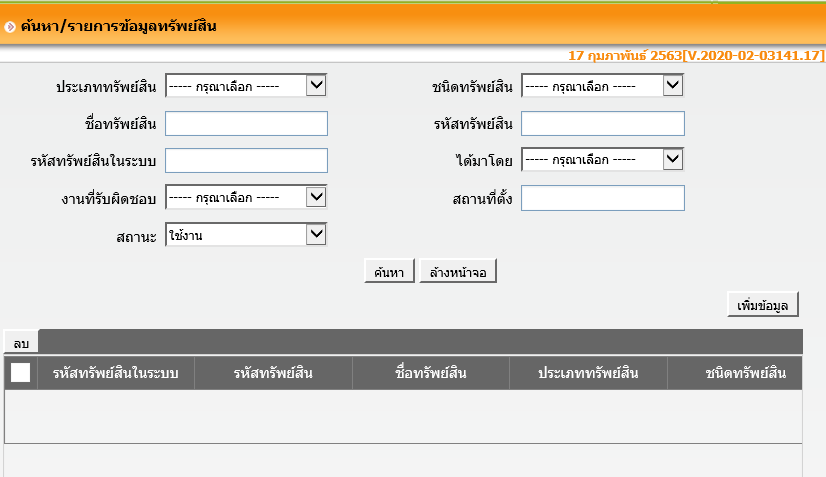 ค้นหา/รายการข้อมูลทรัพย์สิน
17 กุมภาพันธ์ 2563[V.2020-02-03141.17]
ประเภททรัพย์สิน ----- กรุณาเลือก ----- ชนิดทรัพย์สิน ----- กรุณาเลือก -----
ชื่อทรัพย์สิน รหัสทรัพย์สิน
รหัสทรัพย์สินในระบบ ได้มาโดย ----- กรุณาเลือก -----
งานที่รับผิดชอบ ----- กรุณาเลือก ----- สถานที่ตั้ง
สถานะ ใช้งาน
ค้นหา ล้างหน้าจอ
เพิ่มข้อมูล
ลบ
รหัสทรัพย์สินในระบบ รหัสทรัพย์สิน ชื่อทรัพย์สิน ประเภททรัพย์สิน ชนิดทรัพย์สิน